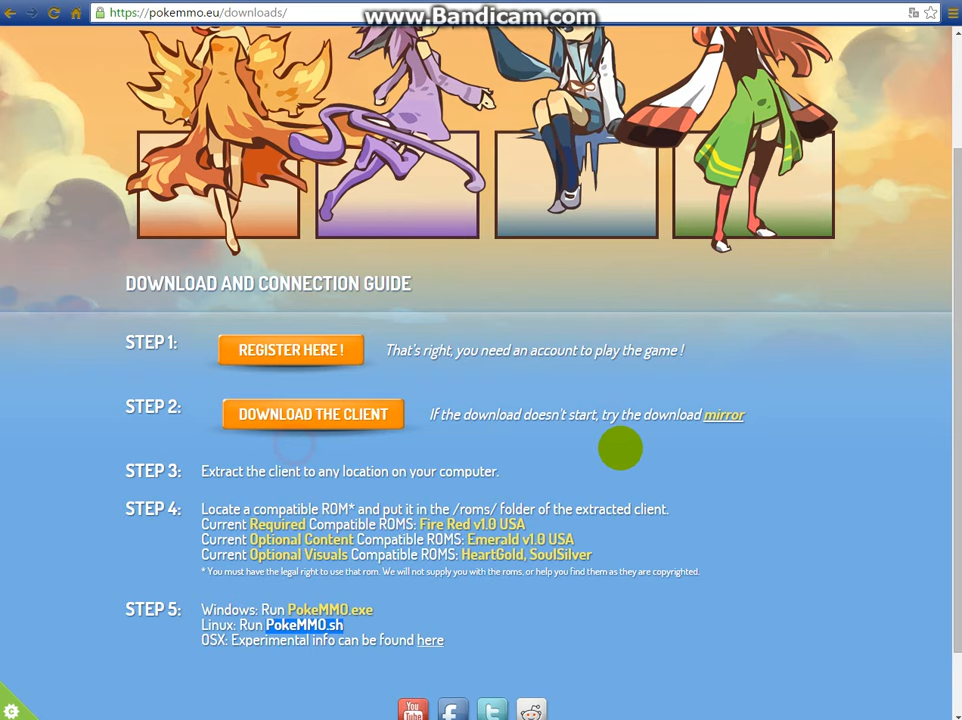 www.Bandicam.com
https://pokemmo.eu/downloads/
DOWNLOAD AND CONNECTION GUIDE
STEP 1:
REGISTER HERE !
That's right, you need an account to play the game !
STEP 2:
DOWNLOAD THE CLIENT
If the download doesn't start, try the download mirror
STEP 3:
Extract the client to any location on your computer.
STEP 4:
Locate a compatible ROM* and put it in the /roms/ folder of the extracted client.
Current Required Compatible ROMS: Fire Red v1.0 USA
Current Optional Content Compatible ROMS: Emerald v1.0 USA
Current Optional Visuals Compatible ROMS: HeartGold, SoulSilver
* You must have the legal right to use that rom. We will not supply you with the roms, or help you find them as they are copyrighted.
STEP 5:
Windows: Run PokeMMO.exe
Linux: Run PokeMMO.sh
OSX: Experimental info can be found here
You Tube